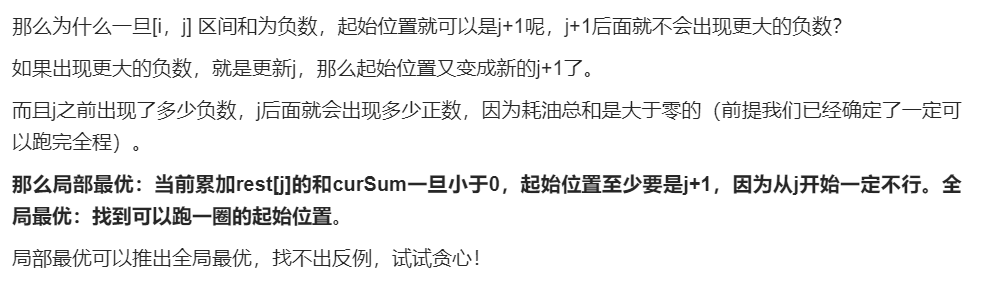 那么为什么一旦[i，j] 区间和为负数，起始位置就可以是j+1呢，j+1后面就不会出现更大的负数？
如果出现更大的负数，就是更新j，那么起始位置又变成新的j+1了。
而且j之前出现了多少负数，j后面就会出现多少正数，因为耗油总和是大于零的（前提我们已经确定了一定可
以跑完全程）。
那么局部最优：当前累加rest[j]的和curSum一旦小于0，起始位置至少要是j+1，因为从j开始一定不行。全
局最优：找到可以跑一圈的起始位置。
局部最优可以推出全局最优，找不出反例，试试贪心！